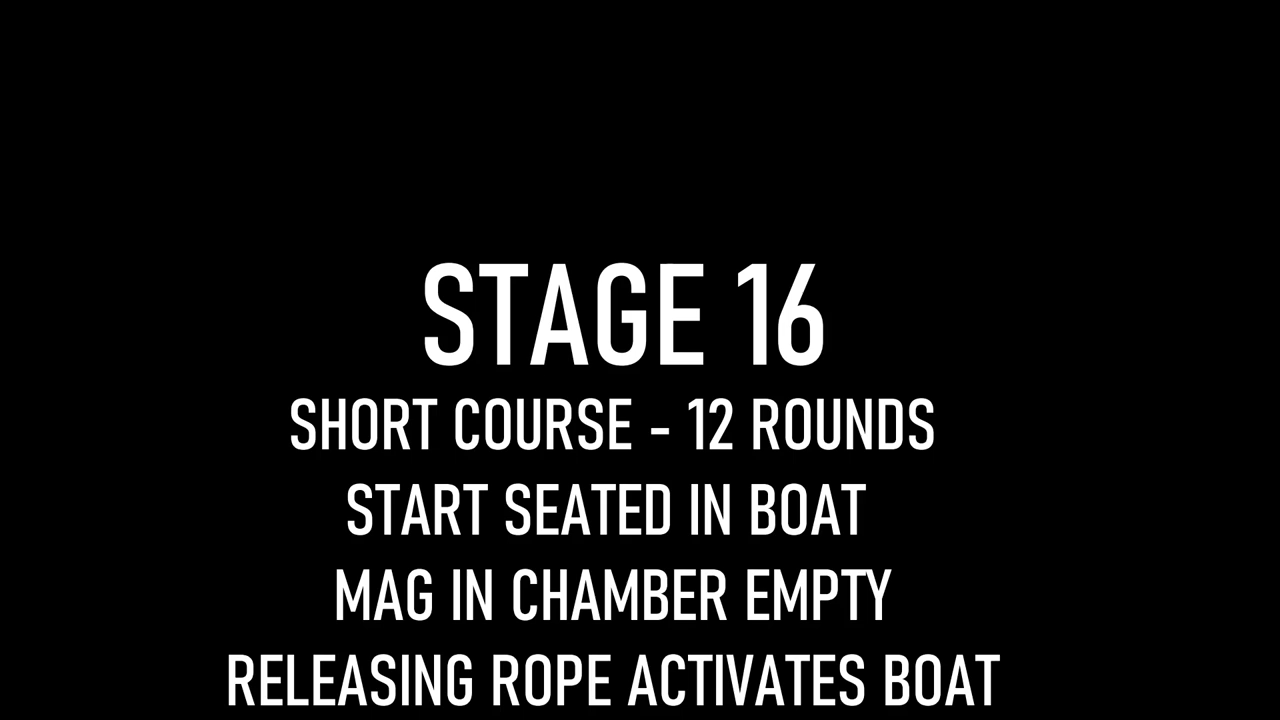 STAGE 16
SHORT COURSE - 12 ROUNDS
START SEATED IN BOAT
MAG IN CHAMBER EMPTY
RELEASING ROPE ACTIVATES BOAT